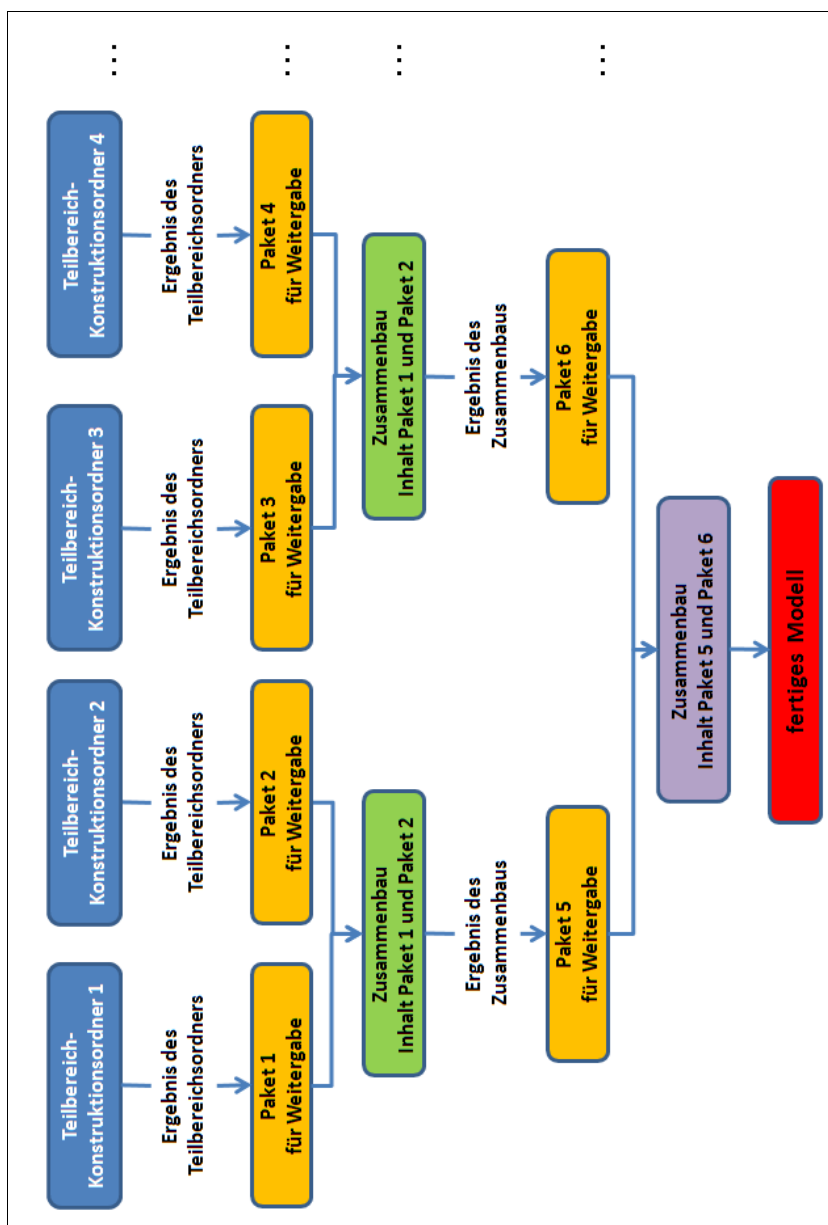 Teilbereich-
Konstruktionsordner 1
Teilbereich-
Konstruktionsordner 2
Teilbereich-
Konstruktionsordner 3
Teilbereich-
Konstruktionsordner 4
...
Ergebnis des
Teilbereichsordners
Ergebnis des
Teilbereichsordners
Ergebnis des
Teilbereichsordners
Ergebnis des
Teilbereichsordners
Paket 1
für Weitergabe
Paket 2
für Weitergabe
Paket 3
für Weitergabe
Paket 4
für Weitergabe
...
Zusammenbau
Inhalt Paket 1 und Paket 2
Zusammenbau
Inhalt Paket 1 und Paket 2
...
Ergebnis des
Zusammenbaus
Ergebnis des
Zusammenbaus
Paket 5
für Weitergabe
Paket 6
für Weitergabe
...
Zusammenbau
Inhalt Paket 5 und Paket 6
fertiges Modell